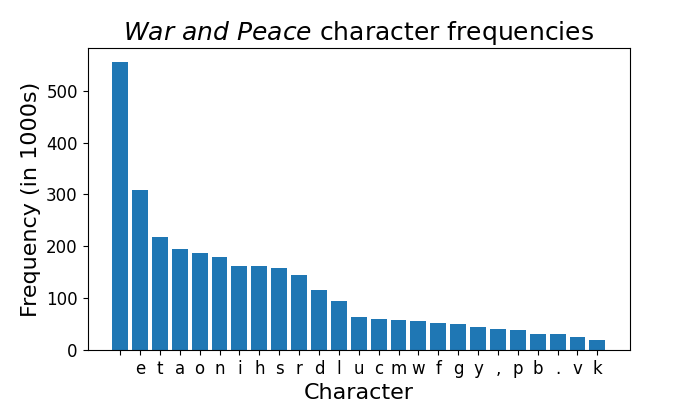 War and Peace character frequencies
Frequency (in 1000s)
500
400
300
200
100
0
e t a o n i h s r d l u c m w f g y , p b . v k
Character